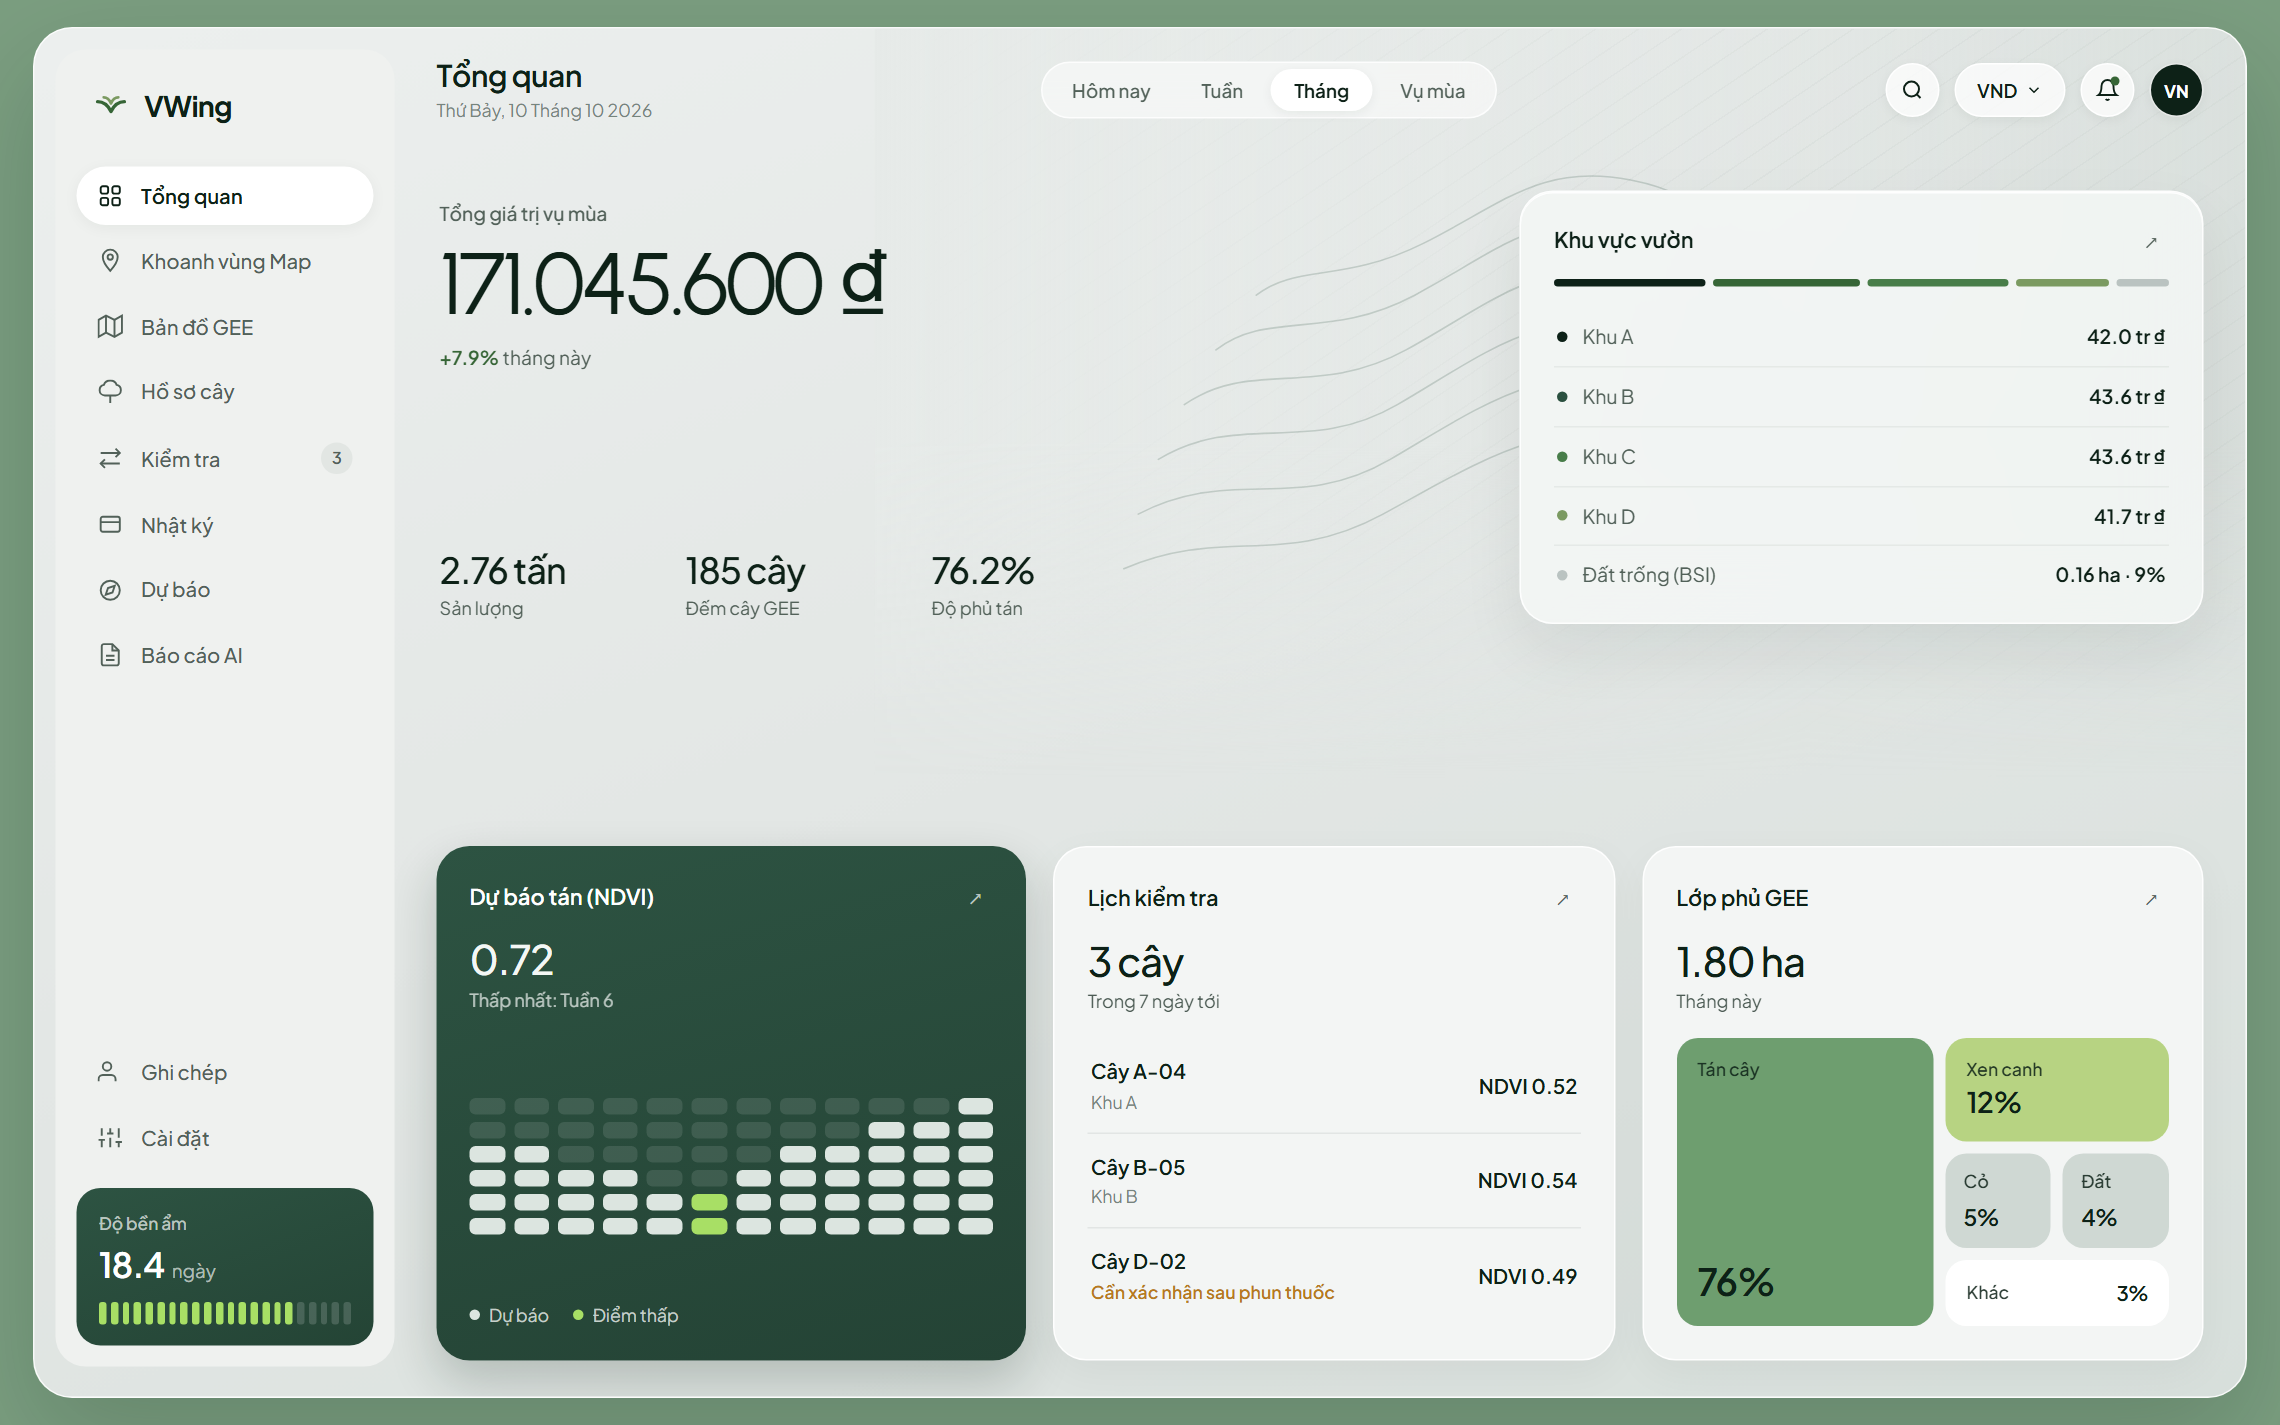 VWing
Tổng quan
Khoanh vùng Map
Bản đồ GEE
Hồ sơ cây
Kiểm tra 3
Nhật ký
Dự báo
Báo cáo AI
Ghi chép
Cài đặt
Độ bền ẩm
18.4 ngày
Tổng quan
Thứ Bảy, 10 Tháng 10 2026
Hôm nay Tuần Tháng Vụ mùa
VND VN
Tổng giá trị vụ mùa
171.045.600 ₫
+7.9% tháng này
2.76 tấn
Sản lượng
185 cây
Đếm cây GEE
76.2%
Độ phủ tán
Khu vực vườn ↗
Khu A 42.0 tr ₫
Khu B 43.6 tr ₫
Khu C 43.6 tr ₫
Khu D 41.7 tr ₫
Đất trống (BSI) 0.16 ha · 9%
Dự báo tán (NDVI) ↗
0.72
Thấp nhất: Tuần 6
Dự báo Điểm thấp
Lịch kiểm tra ↗
3 cây
Trong 7 ngày tới
Cây A-04
Khu A
NDVI 0.52
Cây B-05
Khu B
NDVI 0.54
Cây D-02
Cần xác nhận sau phun thuốc
NDVI 0.49
Lớp phủ GEE ↗
1.80 ha
Tháng này
Tán cây
76%
Xen canh
12%
Cỏ
5%
Đất
4%
Khác 3%